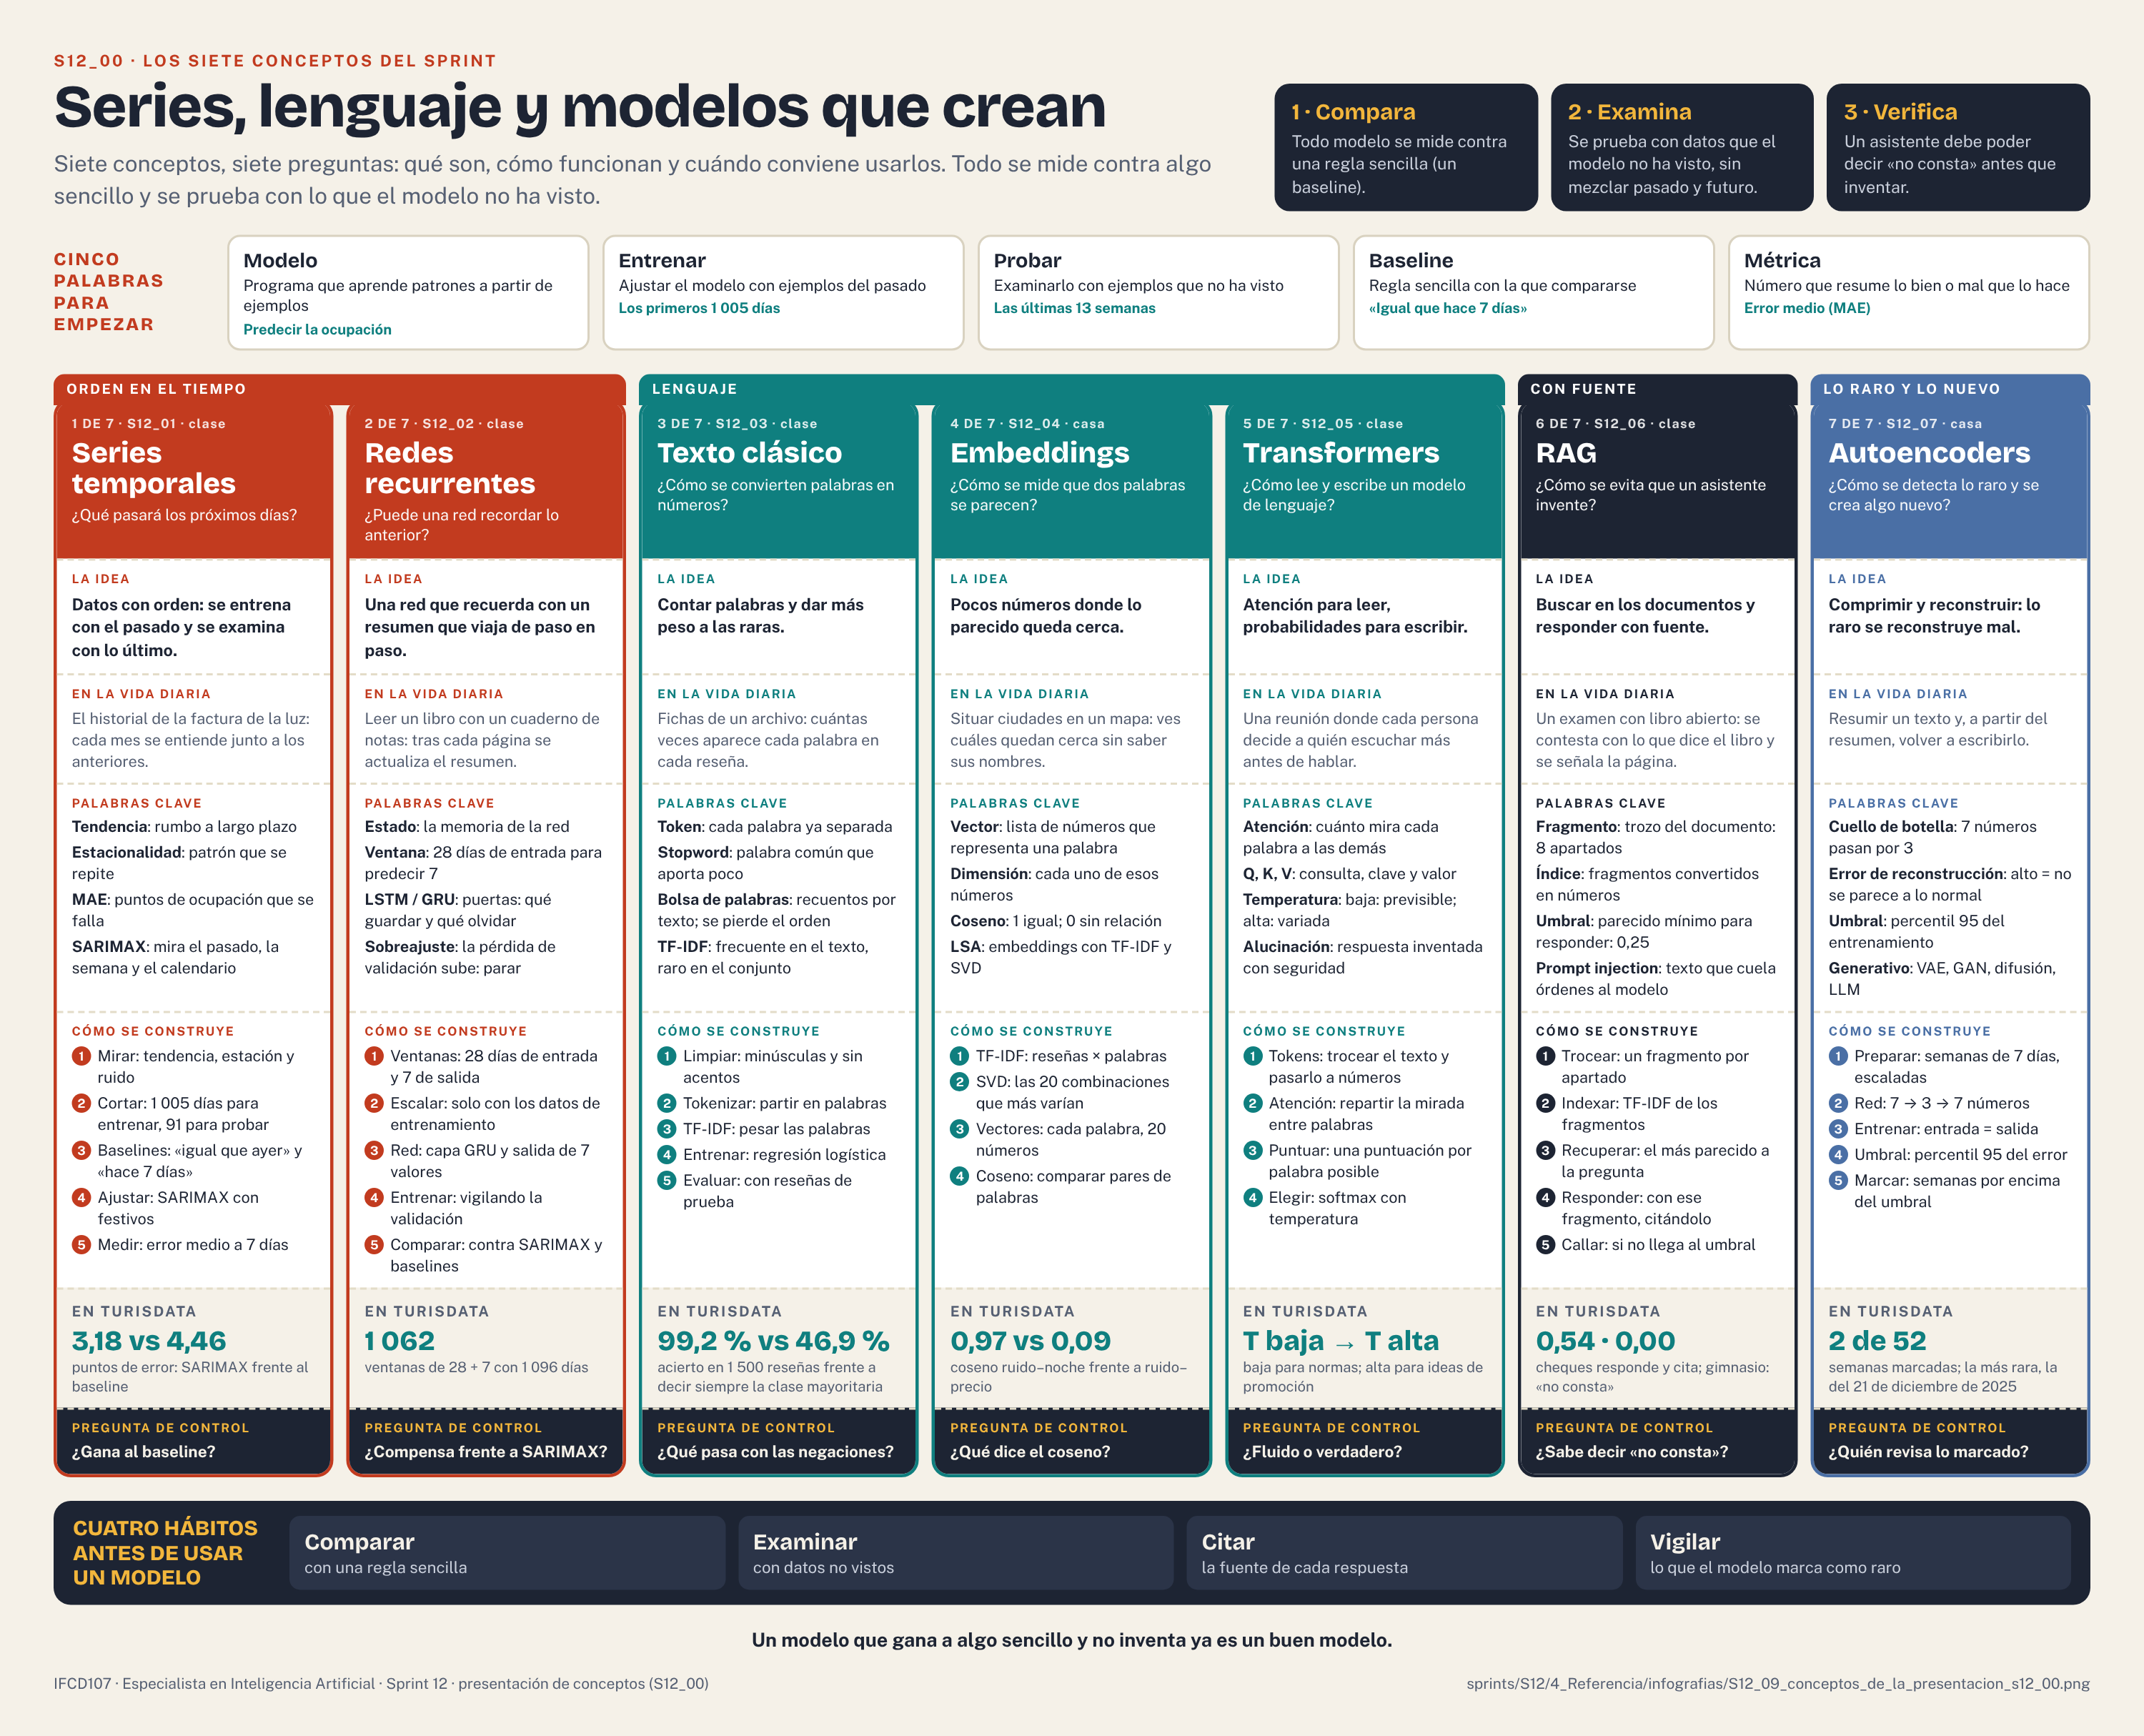 S12_00 · LOS SIETE CONCEPTOS DEL SPRINT
Series, lenguaje y modelos que crean
Siete conceptos, siete preguntas: qué son, cómo funcionan y cuándo conviene usarlos. Todo se mide contra algo
sencillo y se prueba con lo que el modelo no ha visto.
1 · Compara
Todo modelo se mide contra
una regla sencilla (un
baseline).
2 · Examina
Se prueba con datos que el
modelo no ha visto, sin
mezclar pasado y futuro.
3 · Verifica
Un asistente debe poder
decir «no consta» antes que
inventar.
CINCO
PALABRAS
PARA
EMPEZAR
Modelo
Programa que aprende patrones a partir de
ejemplos
Predecir la ocupación
Entrenar
Ajustar el modelo con ejemplos del pasado
Los primeros 1 005 días
Probar
Examinarlo con ejemplos que no ha visto
Las últimas 13 semanas
Baseline
Regla sencilla con la que compararse
«Igual que hace 7 días»
Métrica
Número que resume lo bien o mal que lo hace
Error medio (MAE)
ORDEN EN EL TIEMPO
1 DE 7 · S12_01 · clase
Series
temporales
¿Qué pasará los próximos días?
LA IDEA
Datos con orden: se entrena
con el pasado y se examina
con lo último.
EN LA VIDA DIARIA
El historial de la factura de la luz:
cada mes se entiende junto a los
anteriores.
PALABRAS CLAVE
Tendencia: rumbo a largo plazo
Estacionalidad: patrón que se
repite
MAE: puntos de ocupación que se
falla
SARIMAX: mira el pasado, la
semana y el calendario
CÓMO SE CONSTRUYE
1 Mirar: tendencia, estación y
ruido
2 Cortar: 1 005 días para
entrenar, 91 para probar
3 Baselines: «igual que ayer» y
«hace 7 días»
4 Ajustar: SARIMAX con
festivos
5 Medir: error medio a 7 días
EN TURISDATA
3,18 vs 4,46
puntos de error: SARIMAX frente al
baseline
PREGUNTA DE CONTROL
¿Gana al baseline?
2 DE 7 · S12_02 · clase
Redes
recurrentes
¿Puede una red recordar lo
anterior?
LA IDEA
Una red que recuerda con un
resumen que viaja de paso en
paso.
EN LA VIDA DIARIA
Leer un libro con un cuaderno de
notas: tras cada página se
actualiza el resumen.
PALABRAS CLAVE
Estado: la memoria de la red
Ventana: 28 días de entrada para
predecir 7
LSTM / GRU: puertas: qué
guardar y qué olvidar
Sobreajuste: la pérdida de
validación sube: parar
CÓMO SE CONSTRUYE
1 Ventanas: 28 días de entrada
y 7 de salida
2 Escalar: solo con los datos de
entrenamiento
3 Red: capa GRU y salida de 7
valores
4 Entrenar: vigilando la
validación
5 Comparar: contra SARIMAX y
baselines
EN TURISDATA
1 062
ventanas de 28 + 7 con 1 096 días
PREGUNTA DE CONTROL
¿Compensa frente a SARIMAX?
LENGUAJE
3 DE 7 · S12_03 · clase
Texto clásico
¿Cómo se convierten palabras en
números?
LA IDEA
Contar palabras y dar más
peso a las raras.
EN LA VIDA DIARIA
Fichas de un archivo: cuántas
veces aparece cada palabra en
cada reseña.
PALABRAS CLAVE
Token: cada palabra ya separada
Stopword: palabra común que
aporta poco
Bolsa de palabras: recuentos por
texto; se pierde el orden
TF-IDF: frecuente en el texto,
raro en el conjunto
CÓMO SE CONSTRUYE
1 Limpiar: minúsculas y sin
acentos
2 Tokenizar: partir en palabras
3 TF-IDF: pesar las palabras
4 Entrenar: regresión logística
5 Evaluar: con reseñas de
prueba
EN TURISDATA
99,2 % vs 46,9 %
acierto en 1 500 reseñas frente a
decir siempre la clase mayoritaria
PREGUNTA DE CONTROL
¿Qué pasa con las negaciones?
4 DE 7 · S12_04 · casa
Embeddings
¿Cómo se mide que dos palabras
se parecen?
LA IDEA
Pocos números donde lo
parecido queda cerca.
EN LA VIDA DIARIA
Situar ciudades en un mapa: ves
cuáles quedan cerca sin saber
sus nombres.
PALABRAS CLAVE
Vector: lista de números que
representa una palabra
Dimensión: cada uno de esos
números
Coseno: 1 igual; 0 sin relación
LSA: embeddings con TF-IDF y
SVD
CÓMO SE CONSTRUYE
1 TF-IDF: reseñas × palabras
2 SVD: las 20 combinaciones
que más varían
3 Vectores: cada palabra, 20
números
4 Coseno: comparar pares de
palabras
EN TURISDATA
0,97 vs 0,09
coseno ruido–noche frente a ruido–
precio
PREGUNTA DE CONTROL
¿Qué dice el coseno?
5 DE 7 · S12_05 · clase
Transformers
¿Cómo lee y escribe un modelo
de lenguaje?
LA IDEA
Atención para leer,
probabilidades para escribir.
EN LA VIDA DIARIA
Una reunión donde cada persona
decide a quién escuchar más
antes de hablar.
PALABRAS CLAVE
Atención: cuánto mira cada
palabra a las demás
Q, K, V: consulta, clave y valor
Temperatura: baja: previsible;
alta: variada
Alucinación: respuesta inventada
con seguridad
CÓMO SE CONSTRUYE
1 Tokens: trocear el texto y
pasarlo a números
2 Atención: repartir la mirada
entre palabras
3 Puntuar: una puntuación por
palabra posible
4 Elegir: softmax con
temperatura
EN TURISDATA
T baja → T alta
baja para normas; alta para ideas de
promoción
PREGUNTA DE CONTROL
¿Fluido o verdadero?
CON FUENTE
6 DE 7 · S12_06 · clase
RAG
¿Cómo se evita que un asistente
invente?
LA IDEA
Buscar en los documentos y
responder con fuente.
EN LA VIDA DIARIA
Un examen con libro abierto: se
contesta con lo que dice el libro y
se señala la página.
PALABRAS CLAVE
Fragmento: trozo del documento:
8 apartados
Índice: fragmentos convertidos
en números
Umbral: parecido mínimo para
responder: 0,25
Prompt injection: texto que cuela
órdenes al modelo
CÓMO SE CONSTRUYE
1 Trocear: un fragmento por
apartado
2 Indexar: TF-IDF de los
fragmentos
3 Recuperar: el más parecido a
la pregunta
4 Responder: con ese
fragmento, citándolo
5 Callar: si no llega al umbral
EN TURISDATA
0,54 · 0,00
cheques responde y cita; gimnasio:
«no consta»
PREGUNTA DE CONTROL
¿Sabe decir «no consta»?
LO RARO Y LO NUEVO
7 DE 7 · S12_07 · casa
Autoencoders
¿Cómo se detecta lo raro y se
crea algo nuevo?
LA IDEA
Comprimir y reconstruir: lo
raro se reconstruye mal.
EN LA VIDA DIARIA
Resumir un texto y, a partir del
resumen, volver a escribirlo.
PALABRAS CLAVE
Cuello de botella: 7 números
pasan por 3
Error de reconstrucción: alto = no
se parece a lo normal
Umbral: percentil 95 del
entrenamiento
Generativo: VAE, GAN, difusión,
LLM
CÓMO SE CONSTRUYE
1 Preparar: semanas de 7 días,
escaladas
2 Red: 7 → 3 → 7 números
3 Entrenar: entrada = salida
4 Umbral: percentil 95 del error
5 Marcar: semanas por encima
del umbral
EN TURISDATA
2 de 52
semanas marcadas; la más rara, la
del 21 de diciembre de 2025
PREGUNTA DE CONTROL
¿Quién revisa lo marcado?
CUATRO HÁBITOS
ANTES DE USAR
UN MODELO
Comparar
con una regla sencilla
Examinar
con datos no vistos
Citar
la fuente de cada respuesta
Vigilar
lo que el modelo marca como raro
Un modelo que gana a algo sencillo y no inventa ya es un buen modelo.
IFCD107 · Especialista en Inteligencia Artificial · Sprint 12 · presentación de conceptos (S12_00)
sprints/S12/4_Referencia/infografias/S12_09_conceptos_de_la_presentacion_s12_00.png